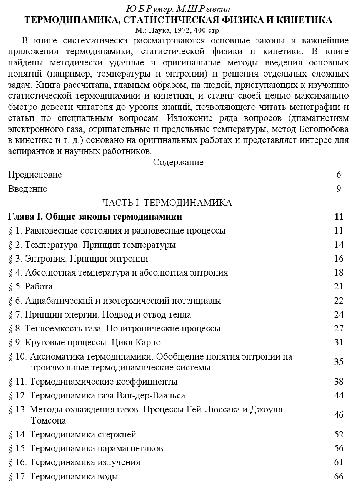 Ю.Б.Румер, М.Ш.Рывкин
ТЕРМОДИНАМИКА, СТАТИСТИЧЕСКАЯ ФИЗИКА И КИНЕТИКА
М.: Наука, 1972, 400 стр.
В книге систематически рассматриваются основные законы и важнейшие
приложения термодинамики, статистической физики и кинетики. В книге
найдены методически удачные и оригинальные методы введения основных
понятий (например, температуры и энтропии) и решения отдельных сложных
задач. Книга рассчитана, главным образом, на людей, приступающих к изучению
статистической термодинамики и кинетики, и ставит своей целью максимально
быстро довести читателя до уровня знаний, позволяющего читать монографии и
статьи по специальным вопросам. Изложение ряда вопросов (диамагнетизм
электронного газа, отрицательные и предельные температуры, метод Боголюбова
в кинетике и т. д.) основано на оригинальных работах и представляет интерес для
аспирантов и научных работников.
Содержание
Предисловие 6
Введение 9
ЧАСТЬ I. ТЕРМОДИНАМИКА
Глава I. Общие законы термодинамики 11
§ 1. Равновесные состояния и равновесные процессы 11
§ 2. Температура. Принцип температуры 14
§ 3. Энтропия. Принцип энтропии 16
§ 4. Абсолютная температура и абсолютная энтропия 18
§ 5. Работа 21
§ 6. Адиабатический и изотермический потенциалы 22
§ 7. Принцип энергии. Подвод и отвод тепла 24
§ 8. Теплоемкость газа. Политропические процессы 27
§ 9. Круговые процессы. Цикл Карно 31
§ 10. Аксиоматика термодинамики. Обобщение понятия энтропии на
произвольные термодинамические системы 35
§ 11. Термодинамические коэффициенты 38
§ 12. Термодинамика газа Ван-дер-Ваальса 44
§ 13. Методы охлаждения газов. Процессы Гей-Люссака и Джоуля—
Томсона 46
§ 14. Термодинамика стержней 52
§ 15. Термодинамика парамагнетиков 56
§ 16. Термодинамика излучения 61
§ 17. Термодинамика воды 66